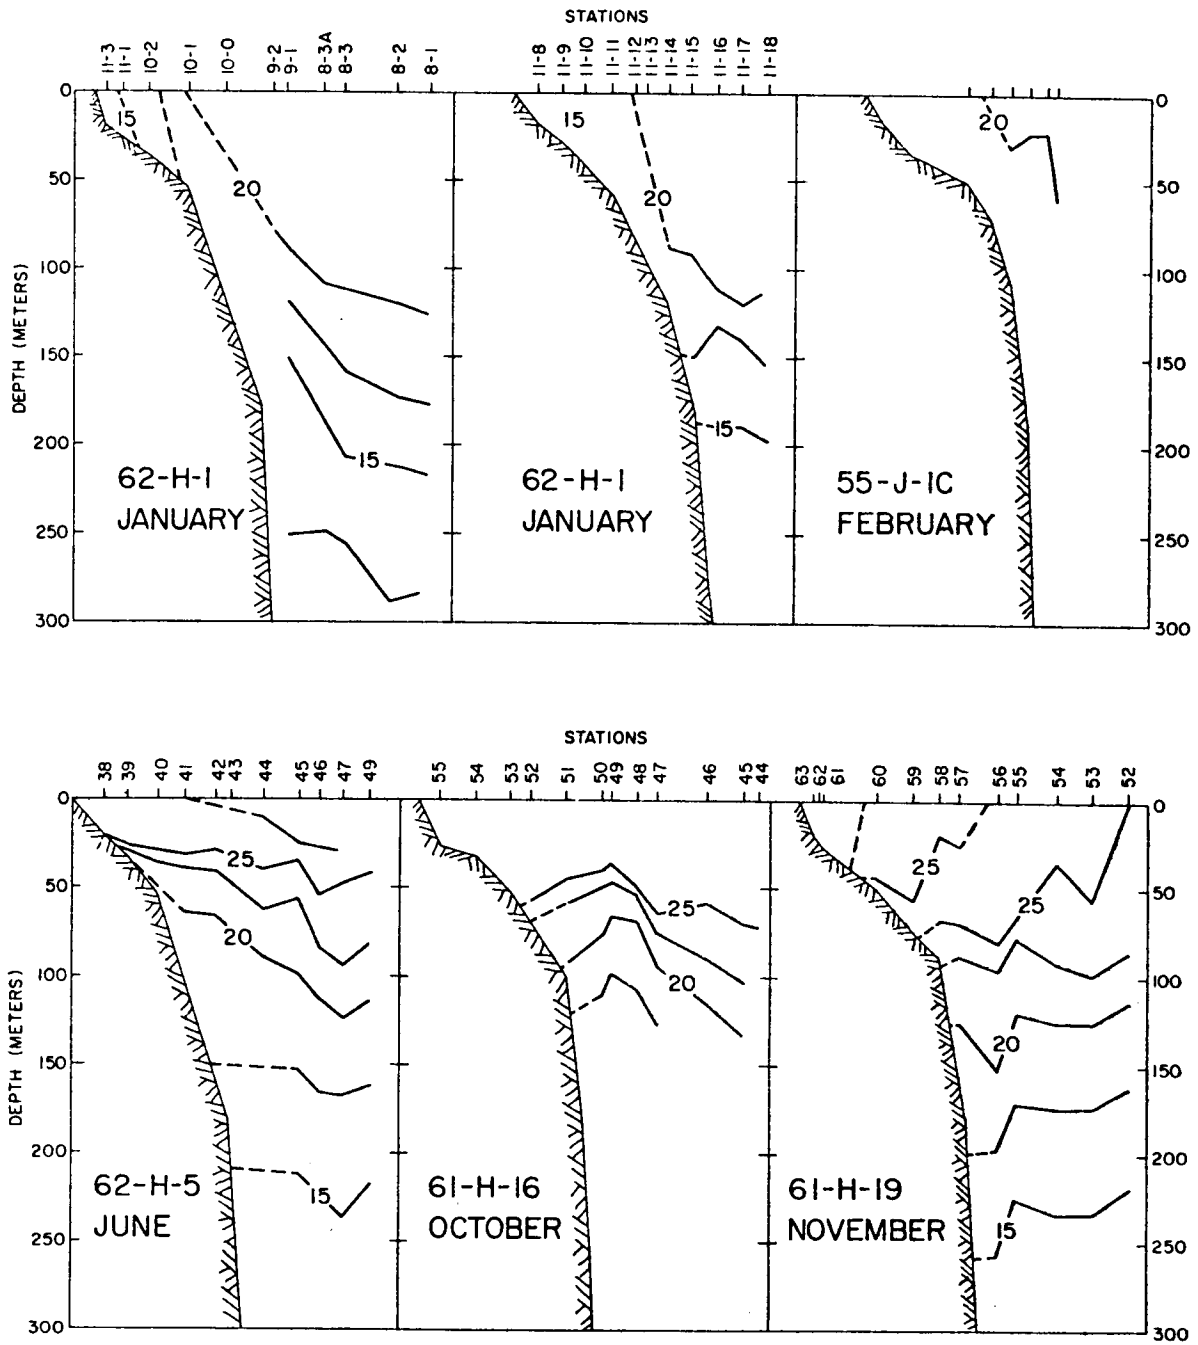 STATIONS
11-3 11-1 10-2 10-1 10-0 9-2 9-1 8-3A 8-3 8-2 8-1
11-8 11-9 11-10 11-11 11-12 11-13 11-14 11-15 11-16 11-17 11-18
DEPTH (METERS)
0
50
100
150
200
250
300
15
20
15
62-H-1
JANUARY
15
20
15
62-H-1
JANUARY
20
55-J-1C
FEBRUARY
0
50
100
150
200
250
300
STATIONS
38 39 40 41 42 43 44 45 46 47 49
55 54 53 52 51 50 49 48 47 46 45 44
63 62 61 60 59 58 57 56 55 54 53 52
DEPTH (METERS)
0
50
100
150
200
250
300
25
20
15
62-H-5
JUNE
25
20
61-H-16
OCTOBER
25
25
20
15
61-H-19
NOVEMBER
0
50
100
150
200
250
300